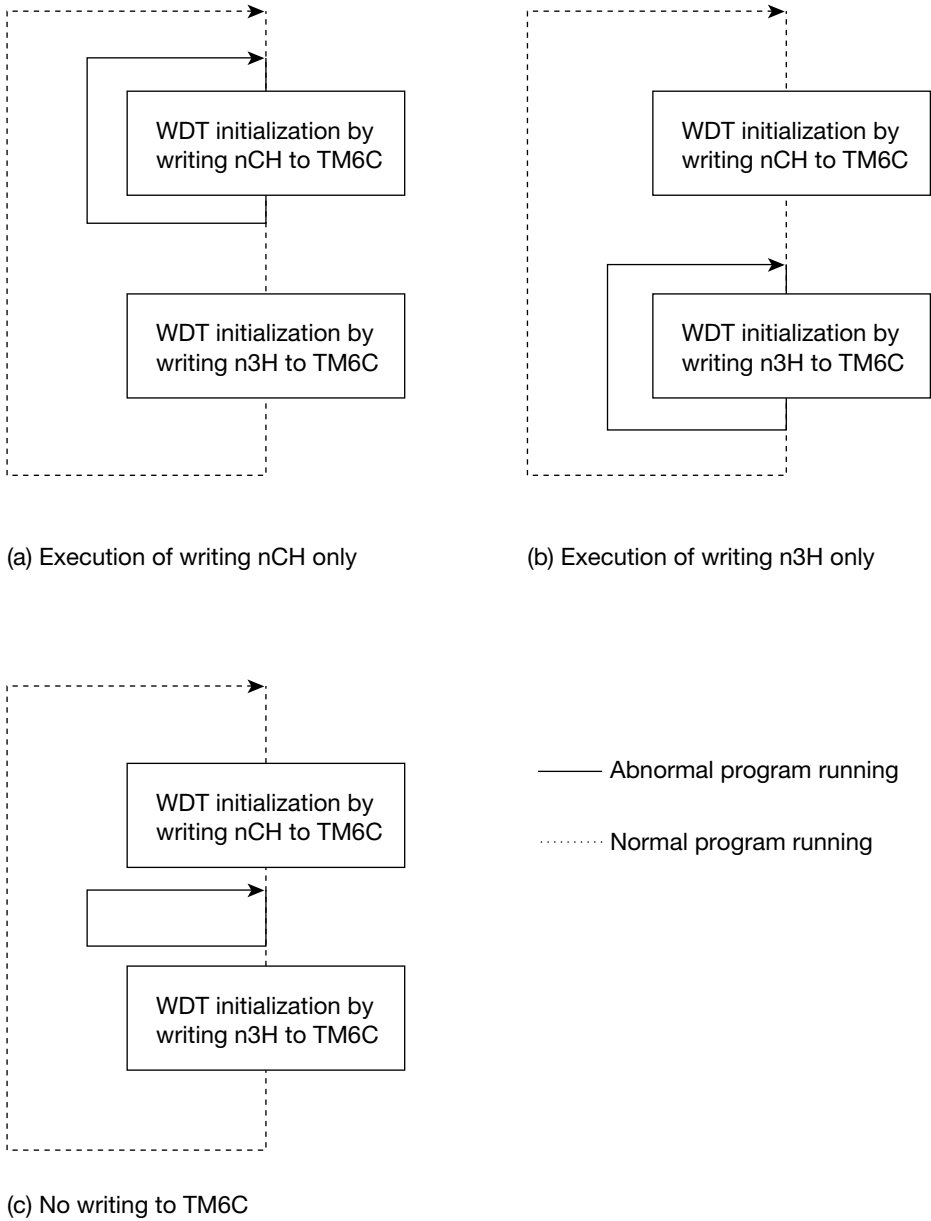 WDT initialization by
writing nCH to TM6C
WDT initialization by
writing n3H to TM6C
(a) Execution of writing nCH only
WDT initialization by
writing nCH to TM6C
WDT initialization by
writing n3H to TM6C
(b) Execution of writing n3H only
WDT initialization by
writing nCH to TM6C
WDT initialization by
writing n3H to TM6C
(c) No writing to TM6C
Abnormal program running
Normal program running